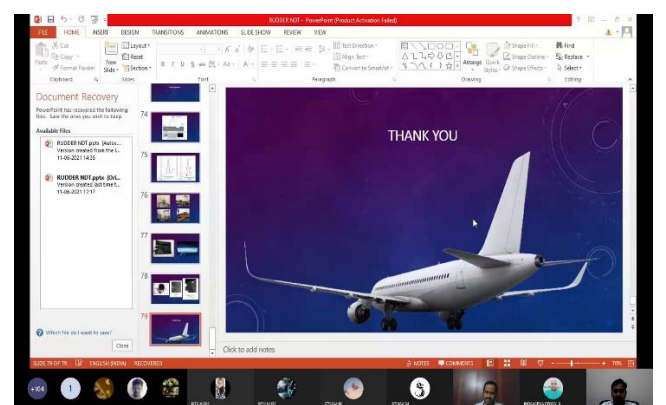 RUDDER NDT - PowerPoint (Product Activation Failed)
FILE HOME INSERT DESIGN TRANSITIONS ANIMATIONS SLIDE SHOW REVIEW VIEW
Cut
Copy
Format Painter
Paste
New
Slide
Layout
Reset
Section
Text Direction
Align Text
Convert to SmartArt
Arrange
Quick
Styles
Shape Fill
Shape Outline
Shape Effects
Find
Replace
Select
Clipboard Slides Font Paragraph Drawing Editing
Document Recovery
PowerPoint has recovered the following
files. Save the ones you wish to keep.
Available Files
RUDDER NDT.pptx [Autos...
Version created from the l...
11-06-2021 14:35
RUDDER NDT.pptx [Ori...
Version created last time t...
11-06-2021 17:17
Which file do I want to save?
Close
74
75
76
77
78
79
THANK YOU
Click to add notes
SLIDE 79 OF 79 ENGLISH (INDIA) RECOVERED NOTES COMMENTS 70%
+104
1